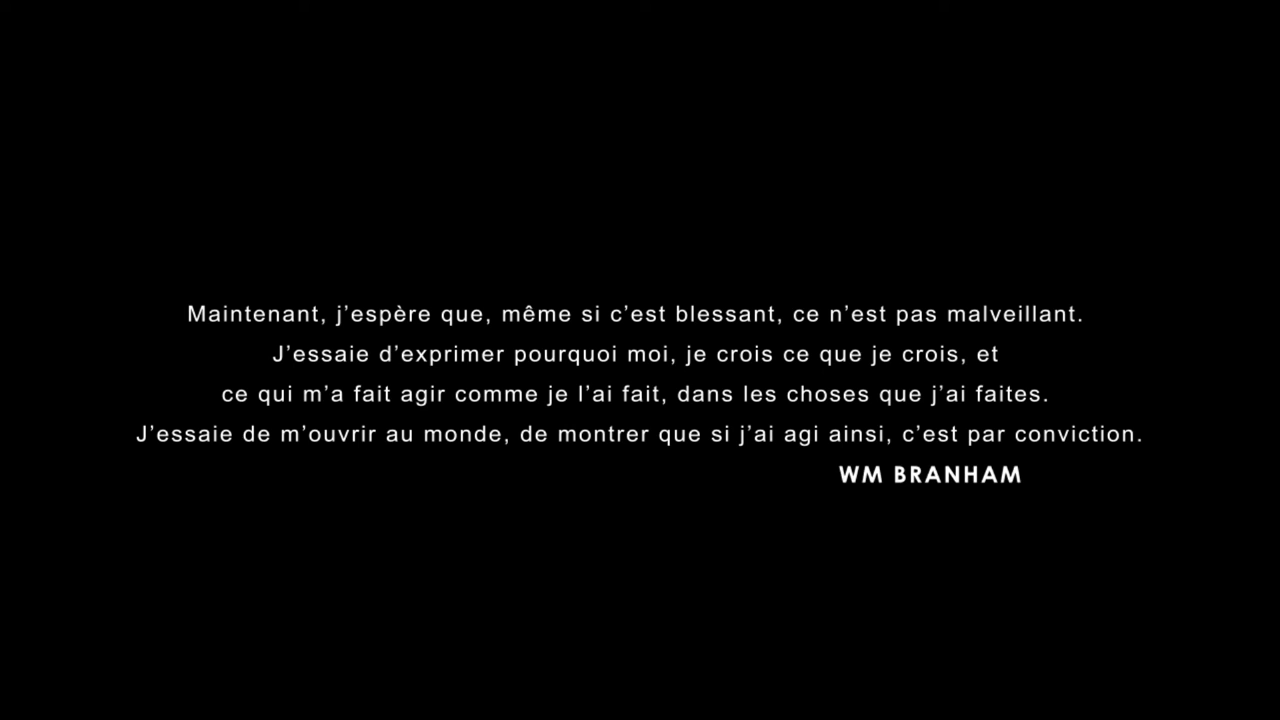 Maintenant, j’espère que, même si c’est blessant, ce n’est pas malveillant.
J’essaie d’exprimer pourquoi moi, je crois ce que je crois, et
ce qui m’a fait agir comme je l’ai fait, dans les choses que j’ai faites.
J’essaie de m’ouvrir au monde, de montrer que si j’ai agi ainsi, c’est par conviction.
WM BRANHAM